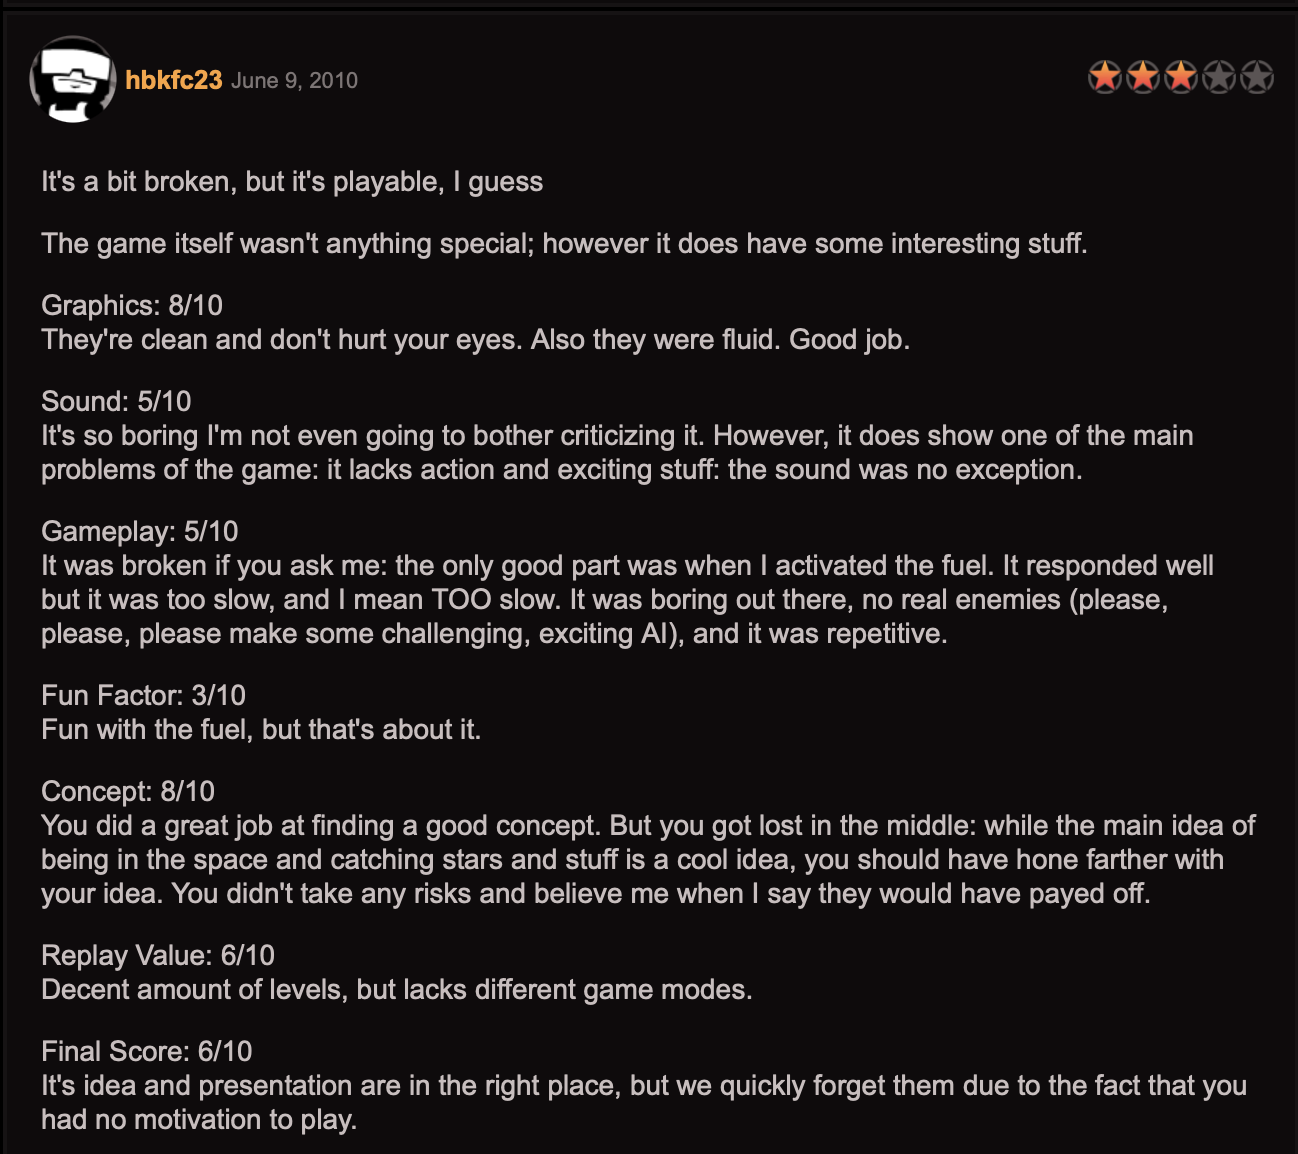 hbkfc23 June 9, 2010
It's a bit broken, but it's playable, I guess
The game itself wasn't anything special; however it does have some interesting stuff.
Graphics: 8/10
They're clean and don't hurt your eyes. Also they were fluid. Good job.
Sound: 5/10
It's so boring I'm not even going to bother criticizing it. However, it does show one of the main
problems of the game: it lacks action and exciting stuff: the sound was no exception.
Gameplay: 5/10
It was broken if you ask me: the only good part was when I activated the fuel. It responded well
but it was too slow, and I mean TOO slow. It was boring out there, no real enemies (please,
please, please make some challenging, exciting AI), and it was repetitive.
Fun Factor: 3/10
Fun with the fuel, but that's about it.
Concept: 8/10
You did a great job at finding a good concept. But you got lost in the middle: while the main idea of
being in the space and catching stars and stuff is a cool idea, you should have hone farther with
your idea. You didn't take any risks and believe me when I say they would have payed off.
Replay Value: 6/10
Decent amount of levels, but lacks different game modes.
Final Score: 6/10
It's idea and presentation are in the right place, but we quickly forget them due to the fact that you
had no motivation to play.